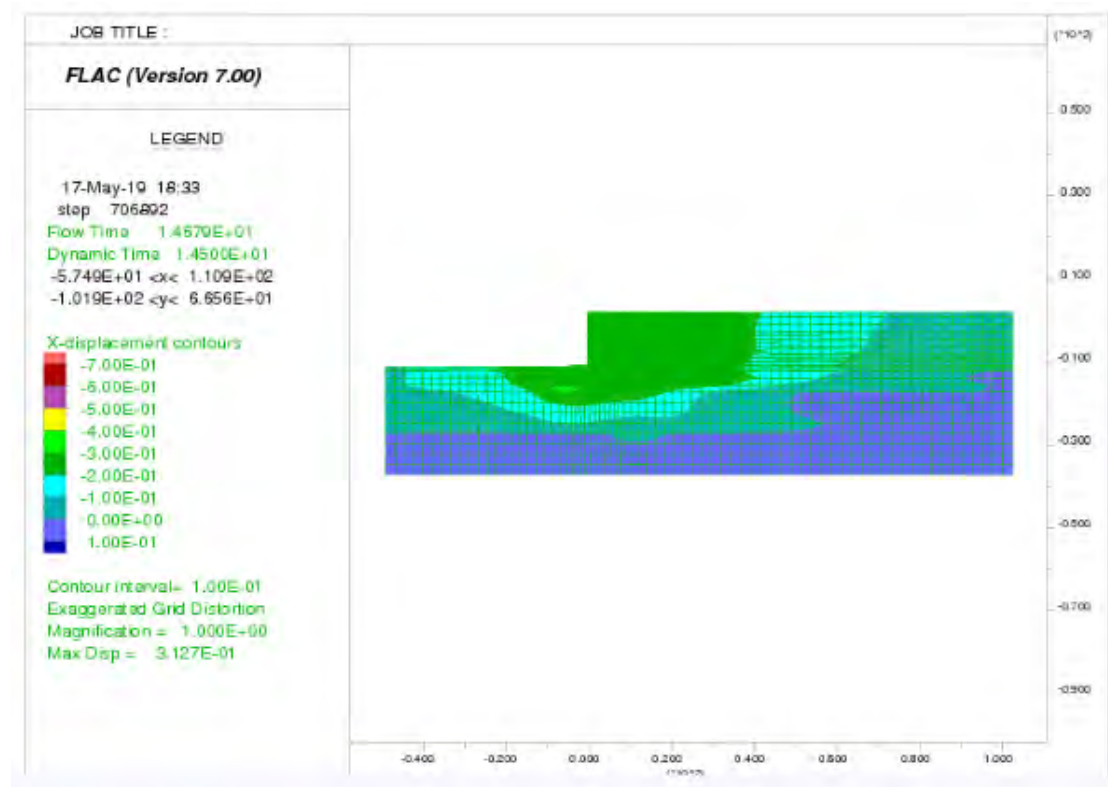 JOB TITLE :
FLAC (Version 7.00)
LEGEND
17-May-19 18:33
step 706892
Flow Time 1.4679E+01
Dynamic Time 1.4500E+01
-5.749E+01 <x< 1.109E+02
-1.019E+02 <y< 6.656E+01
X-displacement contours
-7.00E-01
-6.00E-01
-5.00E-01
-4.00E-01
-3.00E-01
-2.00E-01
-1.00E-01
0.00E+00
1.00E-01
Contour interval= 1.00E-01
Exaggerated Grid Distortion
Magnification = 1.000E+00
Max Disp = 3.127E-01
(*10^2)
0.500
0.300
0.100
-0.100
-0.300
-0.500
-0.700
-0.900
-0.400 -0.200 0.000 0.200 0.400 0.600 0.800 1.000
(*10^2)